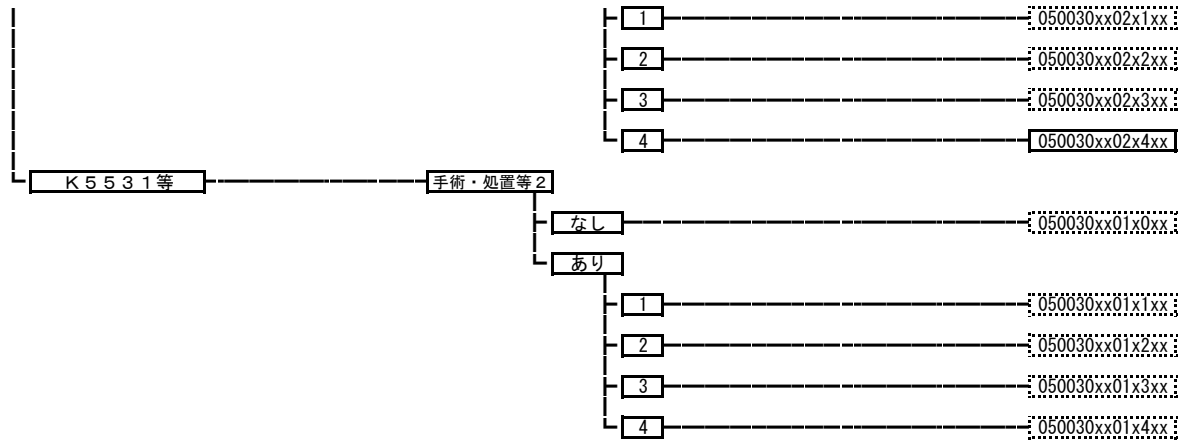 1 050030xx02x1xx
2 050030xx02x2xx
3 050030xx02x3xx
4 050030xx02x4xx
Ｋ５５３１等 手術・処置等２
なし 050030xx01x0xx
あり
1 050030xx01x1xx
2 050030xx01x2xx
3 050030xx01x3xx
4 050030xx01x4xx